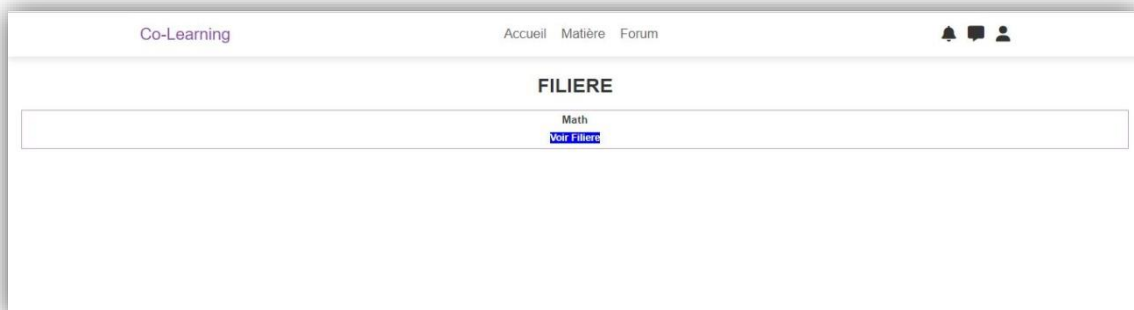 Co-Learning Accueil Matière Forum
FILIERE
Math
Voir Filiere